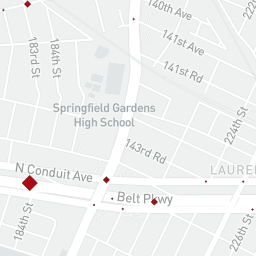 140th Ave
183rd St
184th St
141st Ave
141st Rd
Springfield Gardens
High School
224th St
143rd Rd
N Conduit Ave
LAUREL
Belt Pkwy
184th St
226th St